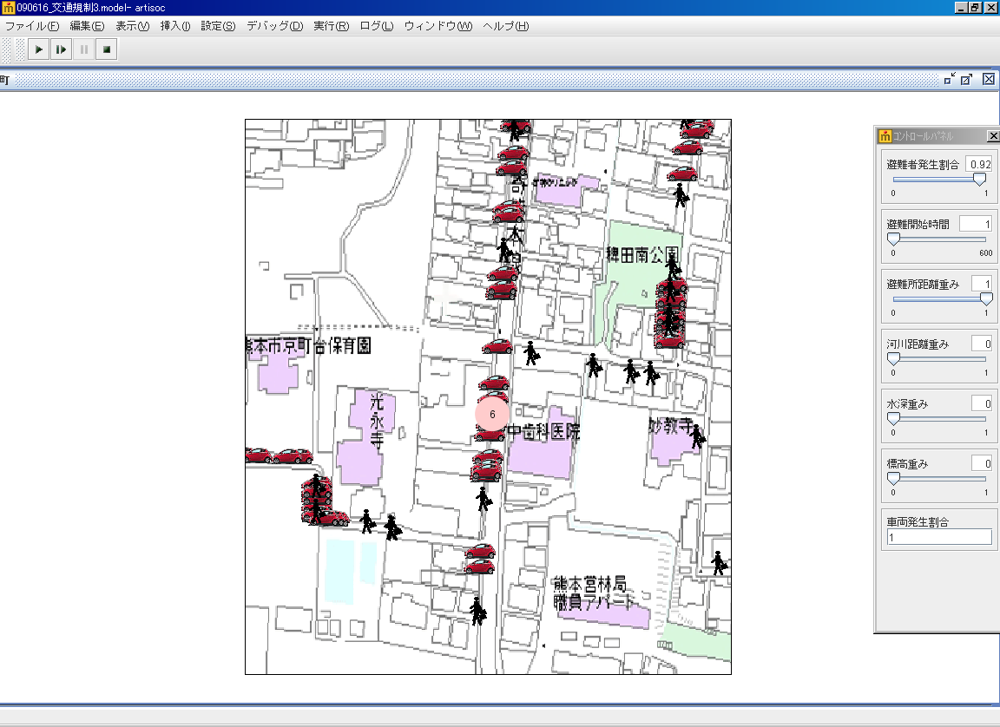 090616_交通規制3.model- artisoc
ファイル(F) 編集(E) 表示(V) 挿入(I) 設定(S) デバッグ(D) 実行(R) ログ(L) ウィンドウ(W) ヘルプ(H)
町
コントロールパネル
避難者発生割合 0.92
0 1
避難開始時間 1
0 600
避難所距離重み 1
0 1
河川距離重み 0
0 1
水深重み 0
0 1
標高重み 0
0 1
車両発生割合
1
稗田南公園
熊本市京町台保育園
光永寺
6
中歯科医院
妙教寺
熊本営林局
職員アパート